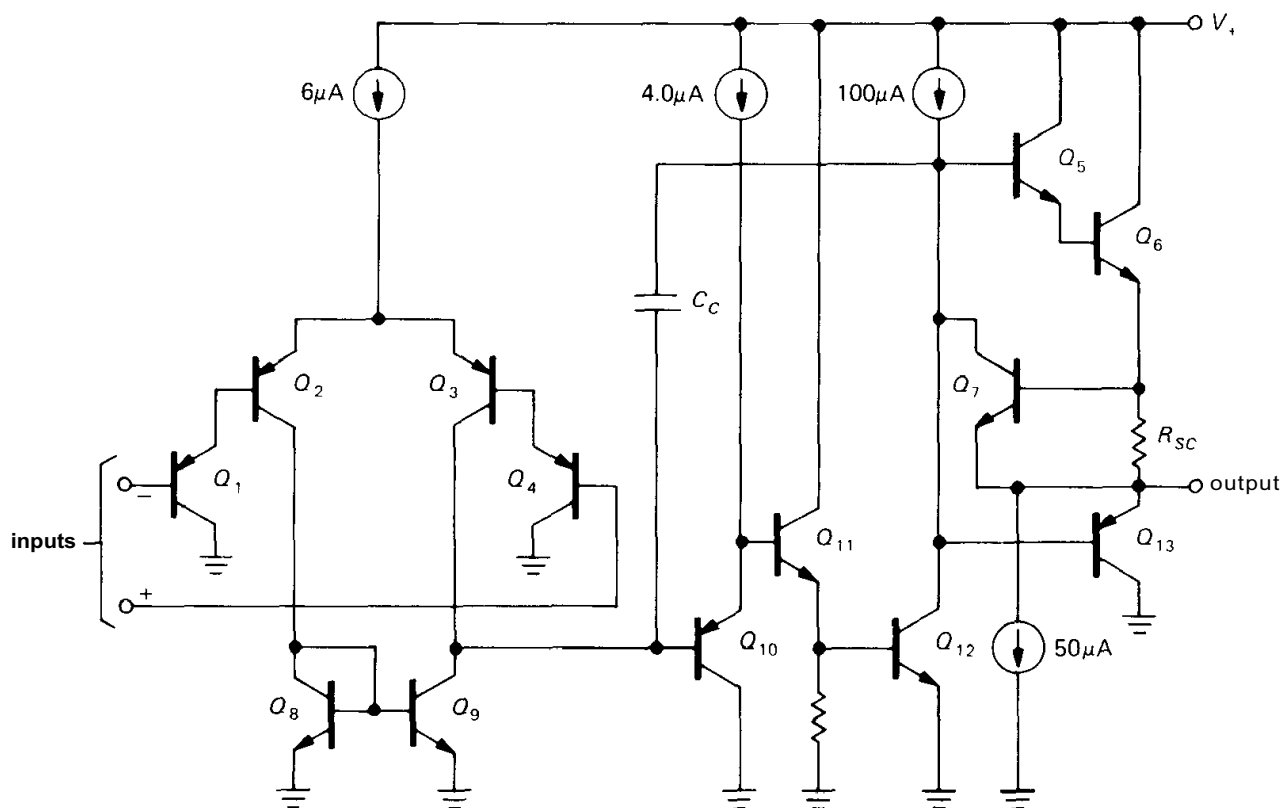 V+
6μA
4.0μA
100μA
Q5
Q6
CC
Q2
Q3
Q7
RSC
Q1
Q4
−
output
inputs
Q11
Q13
+
Q10
Q12
50μA
Q8
Q9